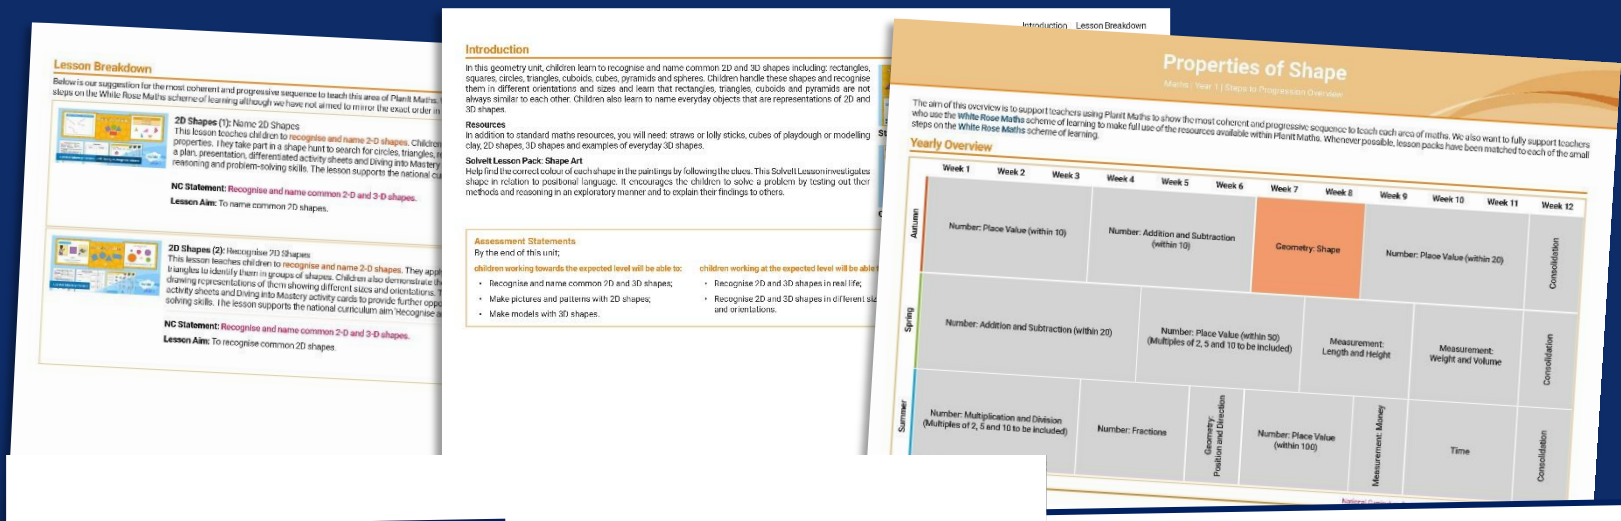 Lesson Breakdown
Below is our suggestion for the most coherent and progressive sequence to teach this area of PlanIt Maths.
steps on the White Rose Maths scheme of learning although we have not aimed to mirror the exact order in
2D Shapes (1): Name 2D Shapes
This lesson teaches children to recognise and name 2-D shapes. Children
properties. They take part in a shape hunt to search for circles, triangles,
a plan, presentation, differentiated activity sheets and Diving into Mastery
reasoning and problem-solving skills. The lesson supports the national
NC Statement: Recognise and name common 2-D and 3-D shapes.
Lesson Aim: To name common 2D shapes.
2D Shapes (2): Recognise 2D Shapes
This lesson teaches children to recognise and name 2-D shapes. They
triangles to identify them in groups of shapes. Children also demonstrate
drawing representations of them showing different sizes and orientations.
activity sheets and Diving into Mastery activity cards to provide further
solving skills. The lesson supports the national curriculum aim 'Recognise
NC Statement: Recognise and name common 2-D and 3-D shapes.
Lesson Aim: To recognise common 2D shapes.
Introduction Lesson Breakdown
Introduction
In this geometry unit, children learn to recognise and name common 2D and 3D shapes including: rectangles,
squares, circles, triangles, cuboids, cubes, pyramids and spheres. Children handle these shapes and recognise
them in different orientations and sizes and learn that rectangles, triangles, cuboids and pyramids are not
always similar to each other. Children also learn to name everyday objects that are representations of 2D and
3D shapes.
Resources
In addition to standard maths resources, you will need: straws or lolly sticks, cubes of playdough or modelling
clay, 2D shapes, 3D shapes and examples of everyday 3D shapes.
SolveIt Lesson Pack: Shape Art
Help find the correct colour of each shape in the paintings by following the clues. This SolveIt Lesson investigates
shape in relation to positional language. It encourages the children to solve a problem by testing out their
methods and reasoning in an exploratory manner and to explain their findings to others.
Assessment Statements
By the end of this unit;
children working towards the expected level will be able to:
• Recognise and name common 2D and 3D shapes;
• Make pictures and patterns with 2D shapes;
• Make models with 3D shapes.
children working at the expected level will be able
• Recognise 2D and 3D shapes in real life;
• Recognise 2D and 3D shapes in different
and orientations.
Properties of Shape
Maths | Year 1 | Steps to Progression Overview
The aim of this overview is to support teachers using PlanIt Maths to show the most coherent and progressive sequence to teach each area of maths. We also want to fully support teachers
who use the White Rose Maths scheme of learning to make full use of the resources available within PlanIt Maths. Whenever possible, lesson packs have been matched to each of the small
steps on the White Rose Maths scheme of learning.
Yearly Overview
Week 1 Week 2 Week 3 Week 4 Week 5 Week 6 Week 7 Week 8 Week 9 Week 10 Week 11 Week 12
Autumn
Number: Place Value (within 10)
Number: Addition and Subtraction
(within 10)
Geometry: Shape
Number: Place Value (within 20)
Consolidation
Spring
Number: Addition and Subtraction (within 20)
Number: Place Value (within 50)
(Multiples of 2, 5 and 10 to be included)
Measurement:
Length and Height
Measurement:
Weight and Volume
Consolidation
Summer
Number: Multiplication and Division
(Multiples of 2, 5 and 10 to be included)
Number: Fractions
Geometry:
Position and Direction
Number: Place Value
(within 100)
Measurement: Money
Time
Consolidation